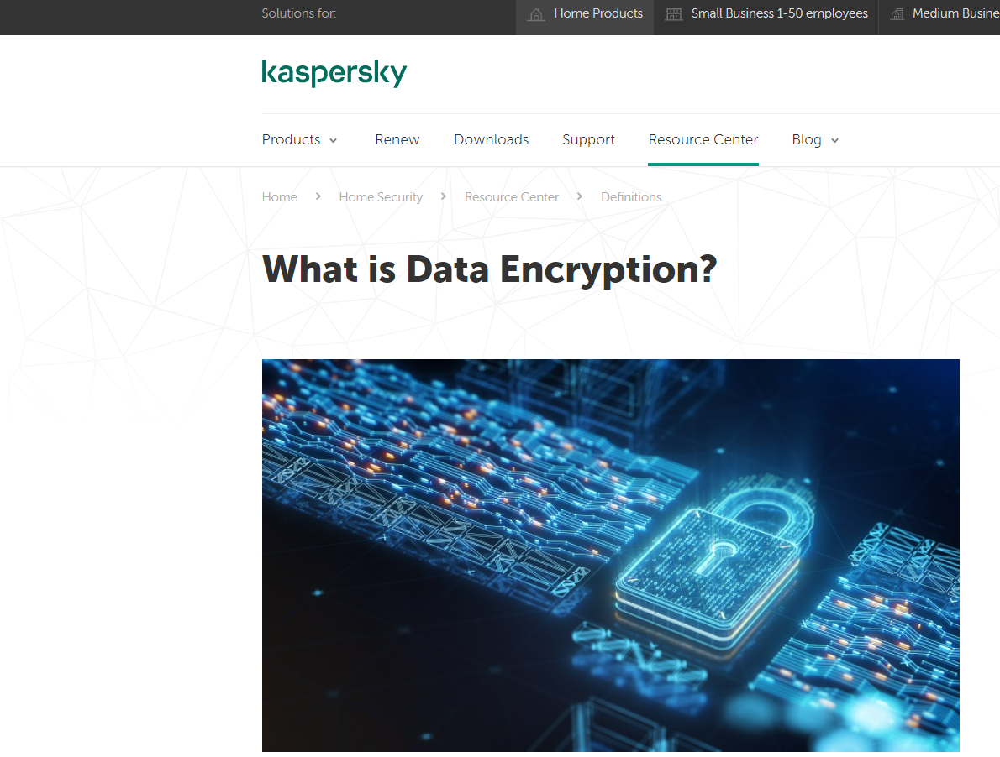 Solutions for:
Home Products
Small Business 1-50 employees
Medium Busine
kaspersky
Products
Renew
Downloads
Support
Resource Center
Blog
Home
Home Security
Resource Center
Definitions
What is Data Encryption?